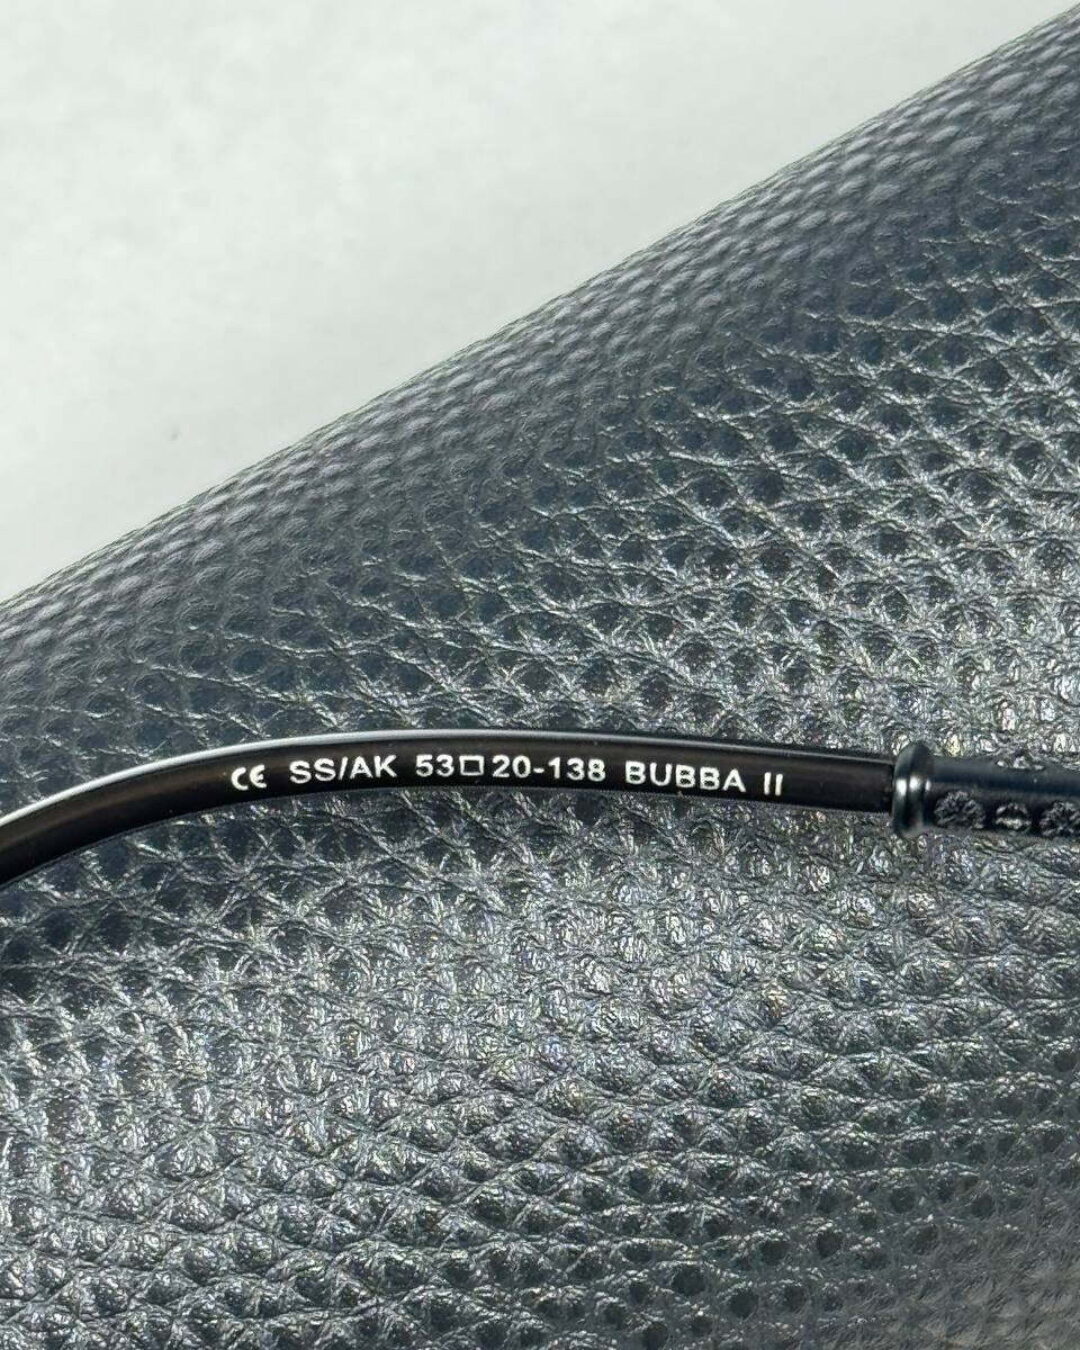 CE SS/AK 53□20-138 BUBBA II